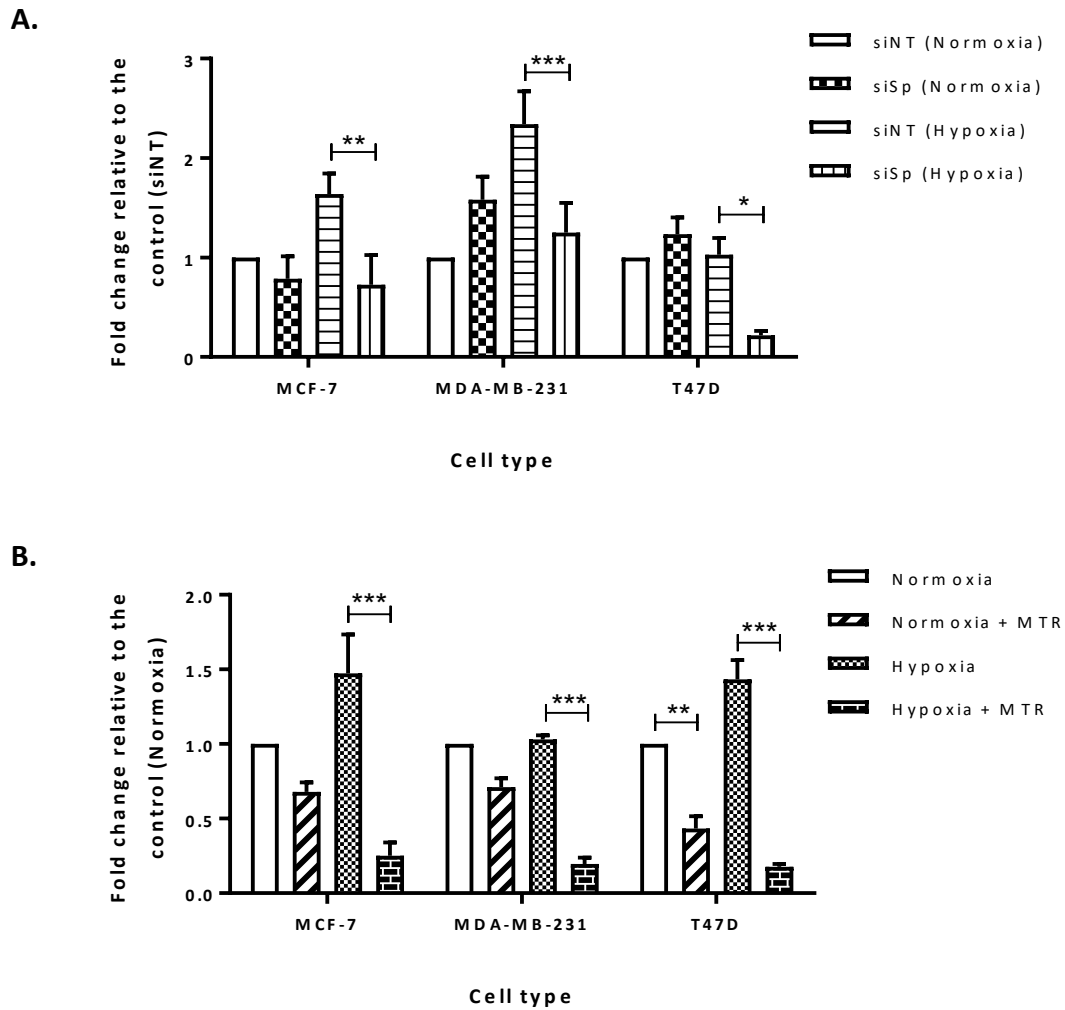 A.
Fold change relative to the
control (siNT)
3
2
1
0
**
***
*
MCF-7
MDA-MB-231
T47D
Cell type
siNT (Normoxia)
siSp (Normoxia)
siNT (Hypoxia)
siSp (Hypoxia)
B.
Fold change relative to the
control (Normoxia)
2.0
1.5
1.0
0.5
0.0
***
***
**
***
MCF-7
MDA-MB-231
T47D
Cell type
Normoxia
Normoxia + MTR
Hypoxia
Hypoxia + MTR